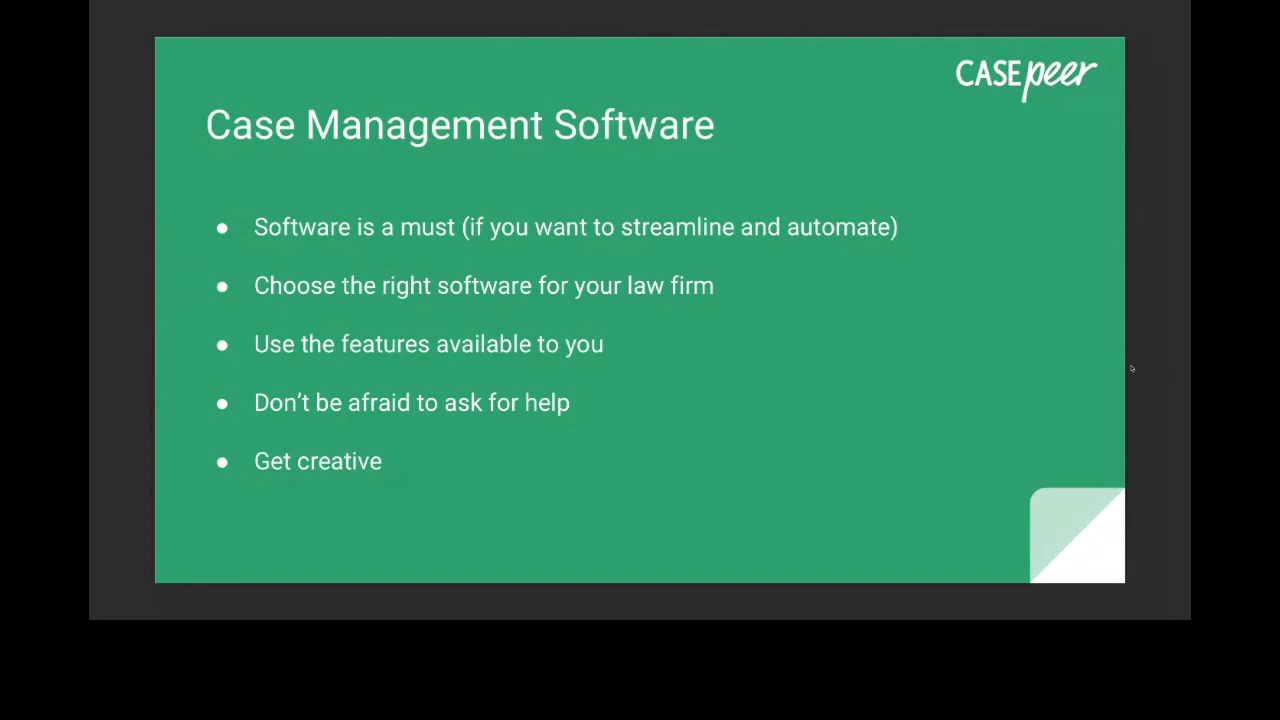 CASEpeer
Case Management Software
● Software is a must (if you want to streamline and automate)
● Choose the right software for your law firm
● Use the features available to you
● Don’t be afraid to ask for help
● Get creative